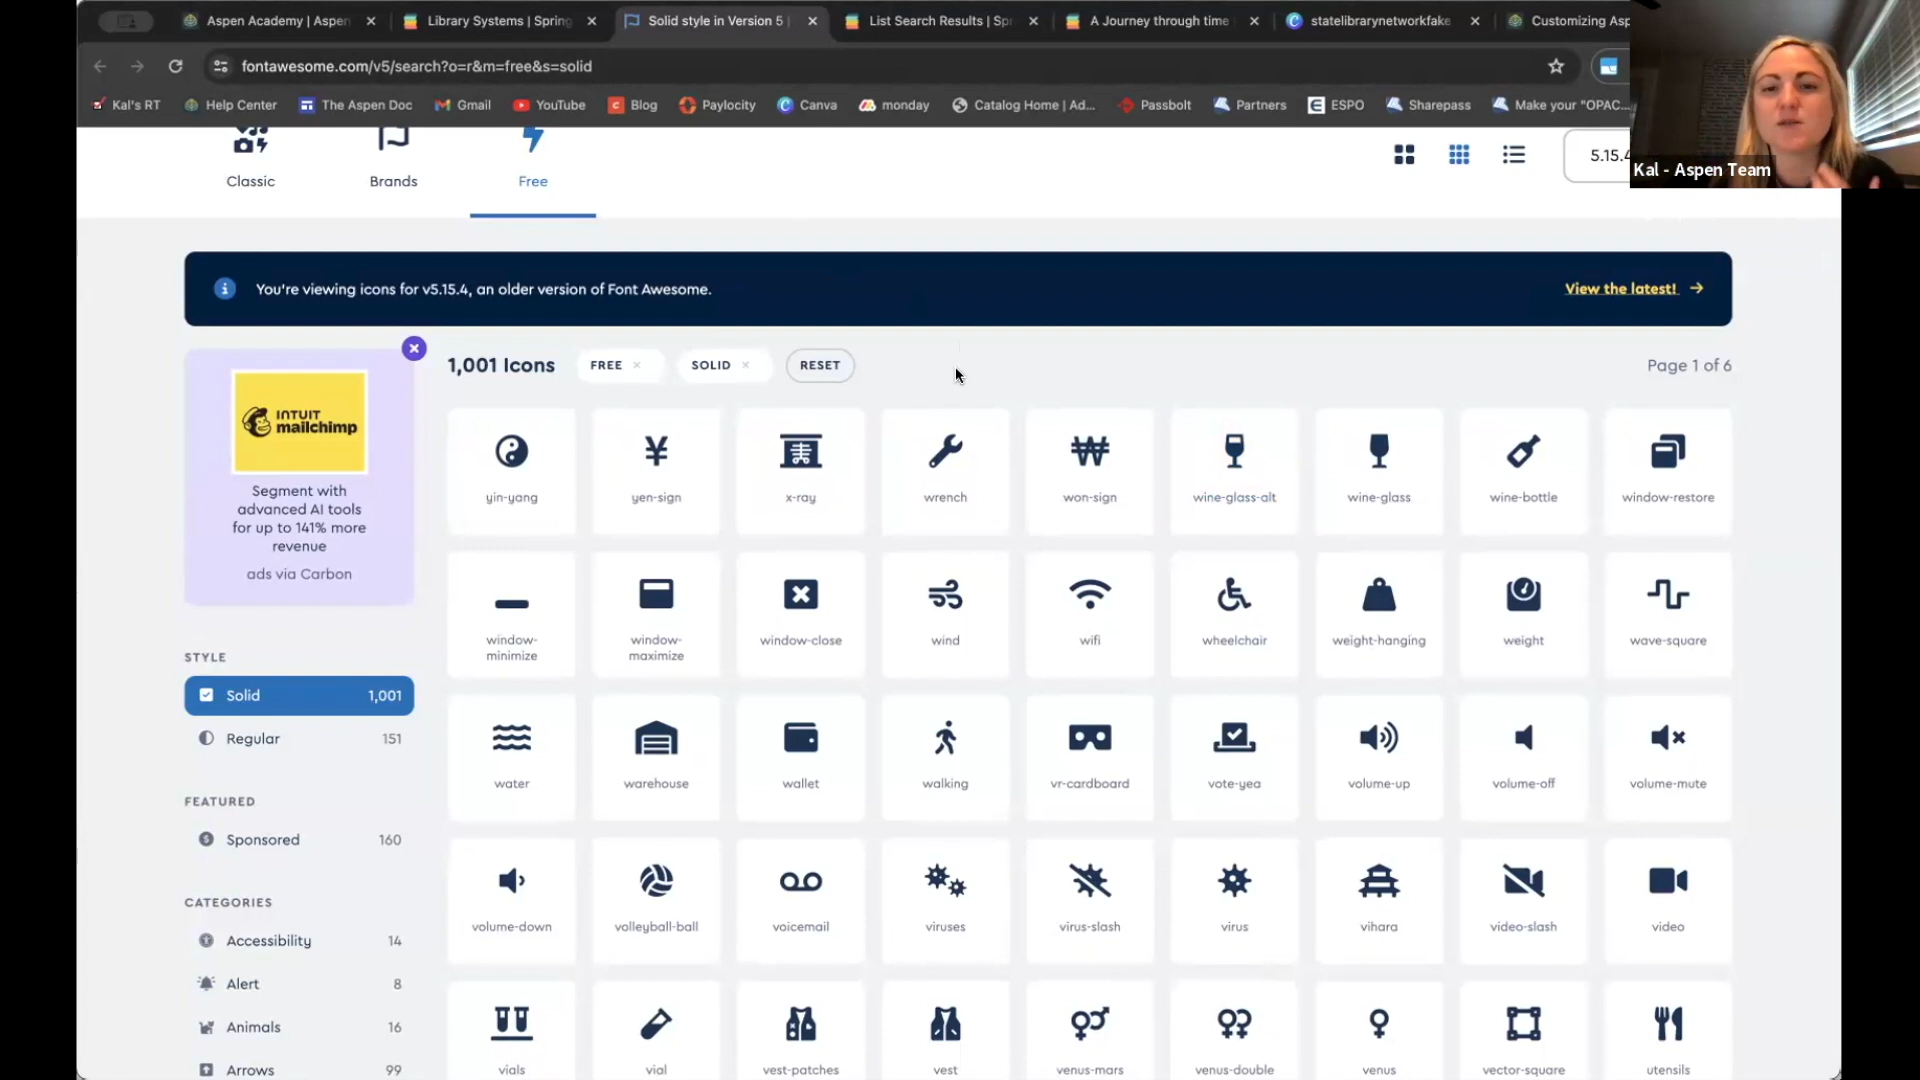 Aspen Academy | Aspen
Library Systems | Spring
Solid style in Version 5 |
List Search Results | Spr
A Journey through time
statelibrarynetworkfake
Customizing Asp
fontawesome.com/v5/search?o=r&m=free&s=solid
Kal's RT
Help Center
The Aspen Doc
Gmail
YouTube
Blog
Paylocity
Canva
monday
Catalog Home | Ad...
Passbolt
Partners
ESPO
Sharepass
Make your "OPAC...
Kal - Aspen Team
Classic
Brands
Free
5.15.4
You're viewing icons for v5.15.4, an older version of Font Awesome.
View the latest!
INTUIT
mailchimp
Segment with
advanced AI tools
for up to 141% more
revenue
ads via Carbon
1,001 Icons
FREE
SOLID
RESET
Page 1 of 6
yin-yang
yen-sign
x-ray
wrench
won-sign
wine-glass-alt
wine-glass
wine-bottle
window-restore
window-
minimize
window-
maximize
window-close
wind
wifi
wheelchair
weight-hanging
weight
wave-square
STYLE
Solid 1,001
Regular 151
FEATURED
Sponsored 160
CATEGORIES
Accessibility 14
Alert 8
Animals 16
Arrows 99
water
warehouse
wallet
walking
vr-cardboard
vote-yea
volume-up
volume-off
volume-mute
volume-down
volleyball-ball
voicemail
viruses
virus-slash
virus
vihara
video-slash
video
vials
vial
vest-patches
vest
venus-mars
venus-double
venus
vector-square
utensils